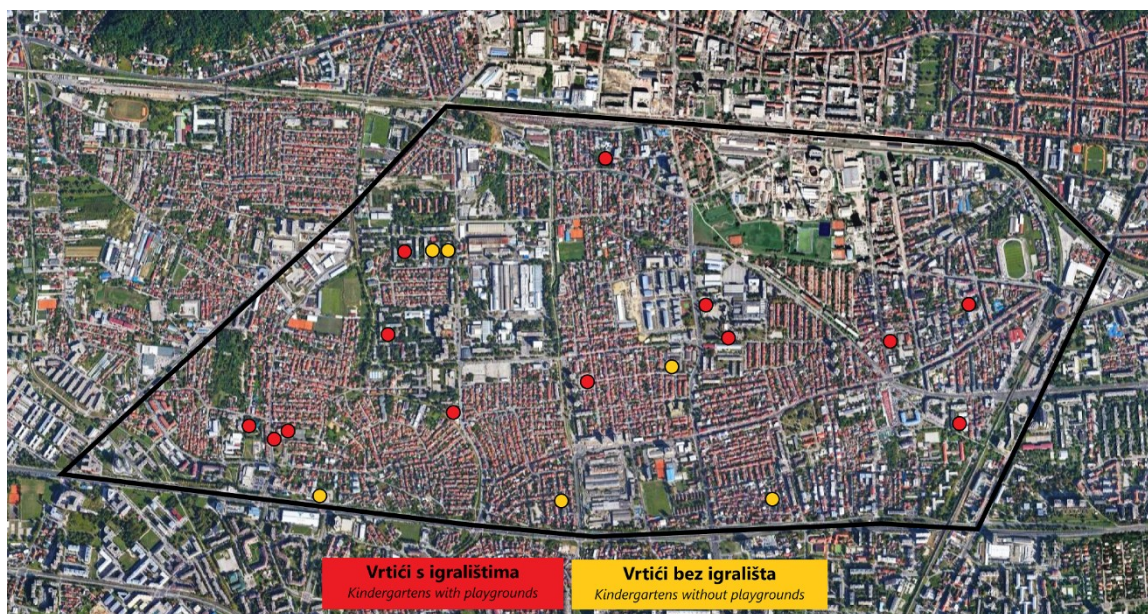 Vrtići s igralištima
Kindergartens with playgrounds
Vrtići bez igrališta
Kindergartens without playgrounds